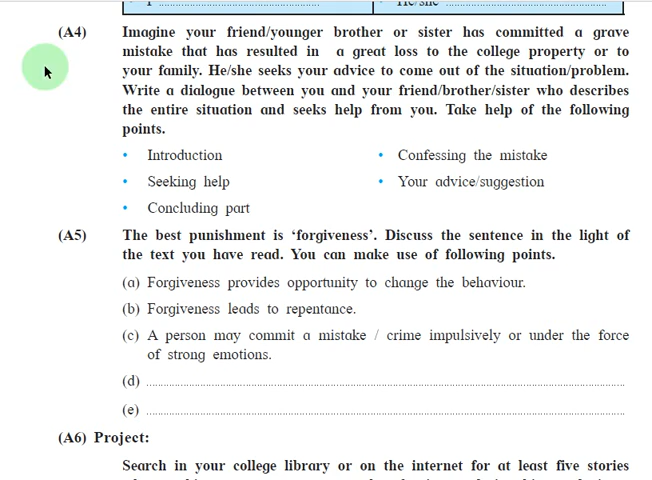 He/she ..........
(A4) Imagine your friend/younger brother or sister has committed a grave
mistake that has resulted in a great loss to the college property or to
your family. He/she seeks your advice to come out of the situation/problem.
Write a dialogue between you and your friend/brother/sister who describes
the entire situation and seeks help from you. Take help of the following
points.
• Introduction • Confessing the mistake
• Seeking help • Your advice/suggestion
• Concluding part
(A5) The best punishment is ‘forgiveness’. Discuss the sentence in the light of
the text you have read. You can make use of following points.
(a) Forgiveness provides opportunity to change the behaviour.
(b) Forgiveness leads to repentance.
(c) A person may commit a mistake / crime impulsively or under the force
of strong emotions.
(d) ..........
(e) ..........
(A6) Project:
Search in your college library or on the internet for at least five stories